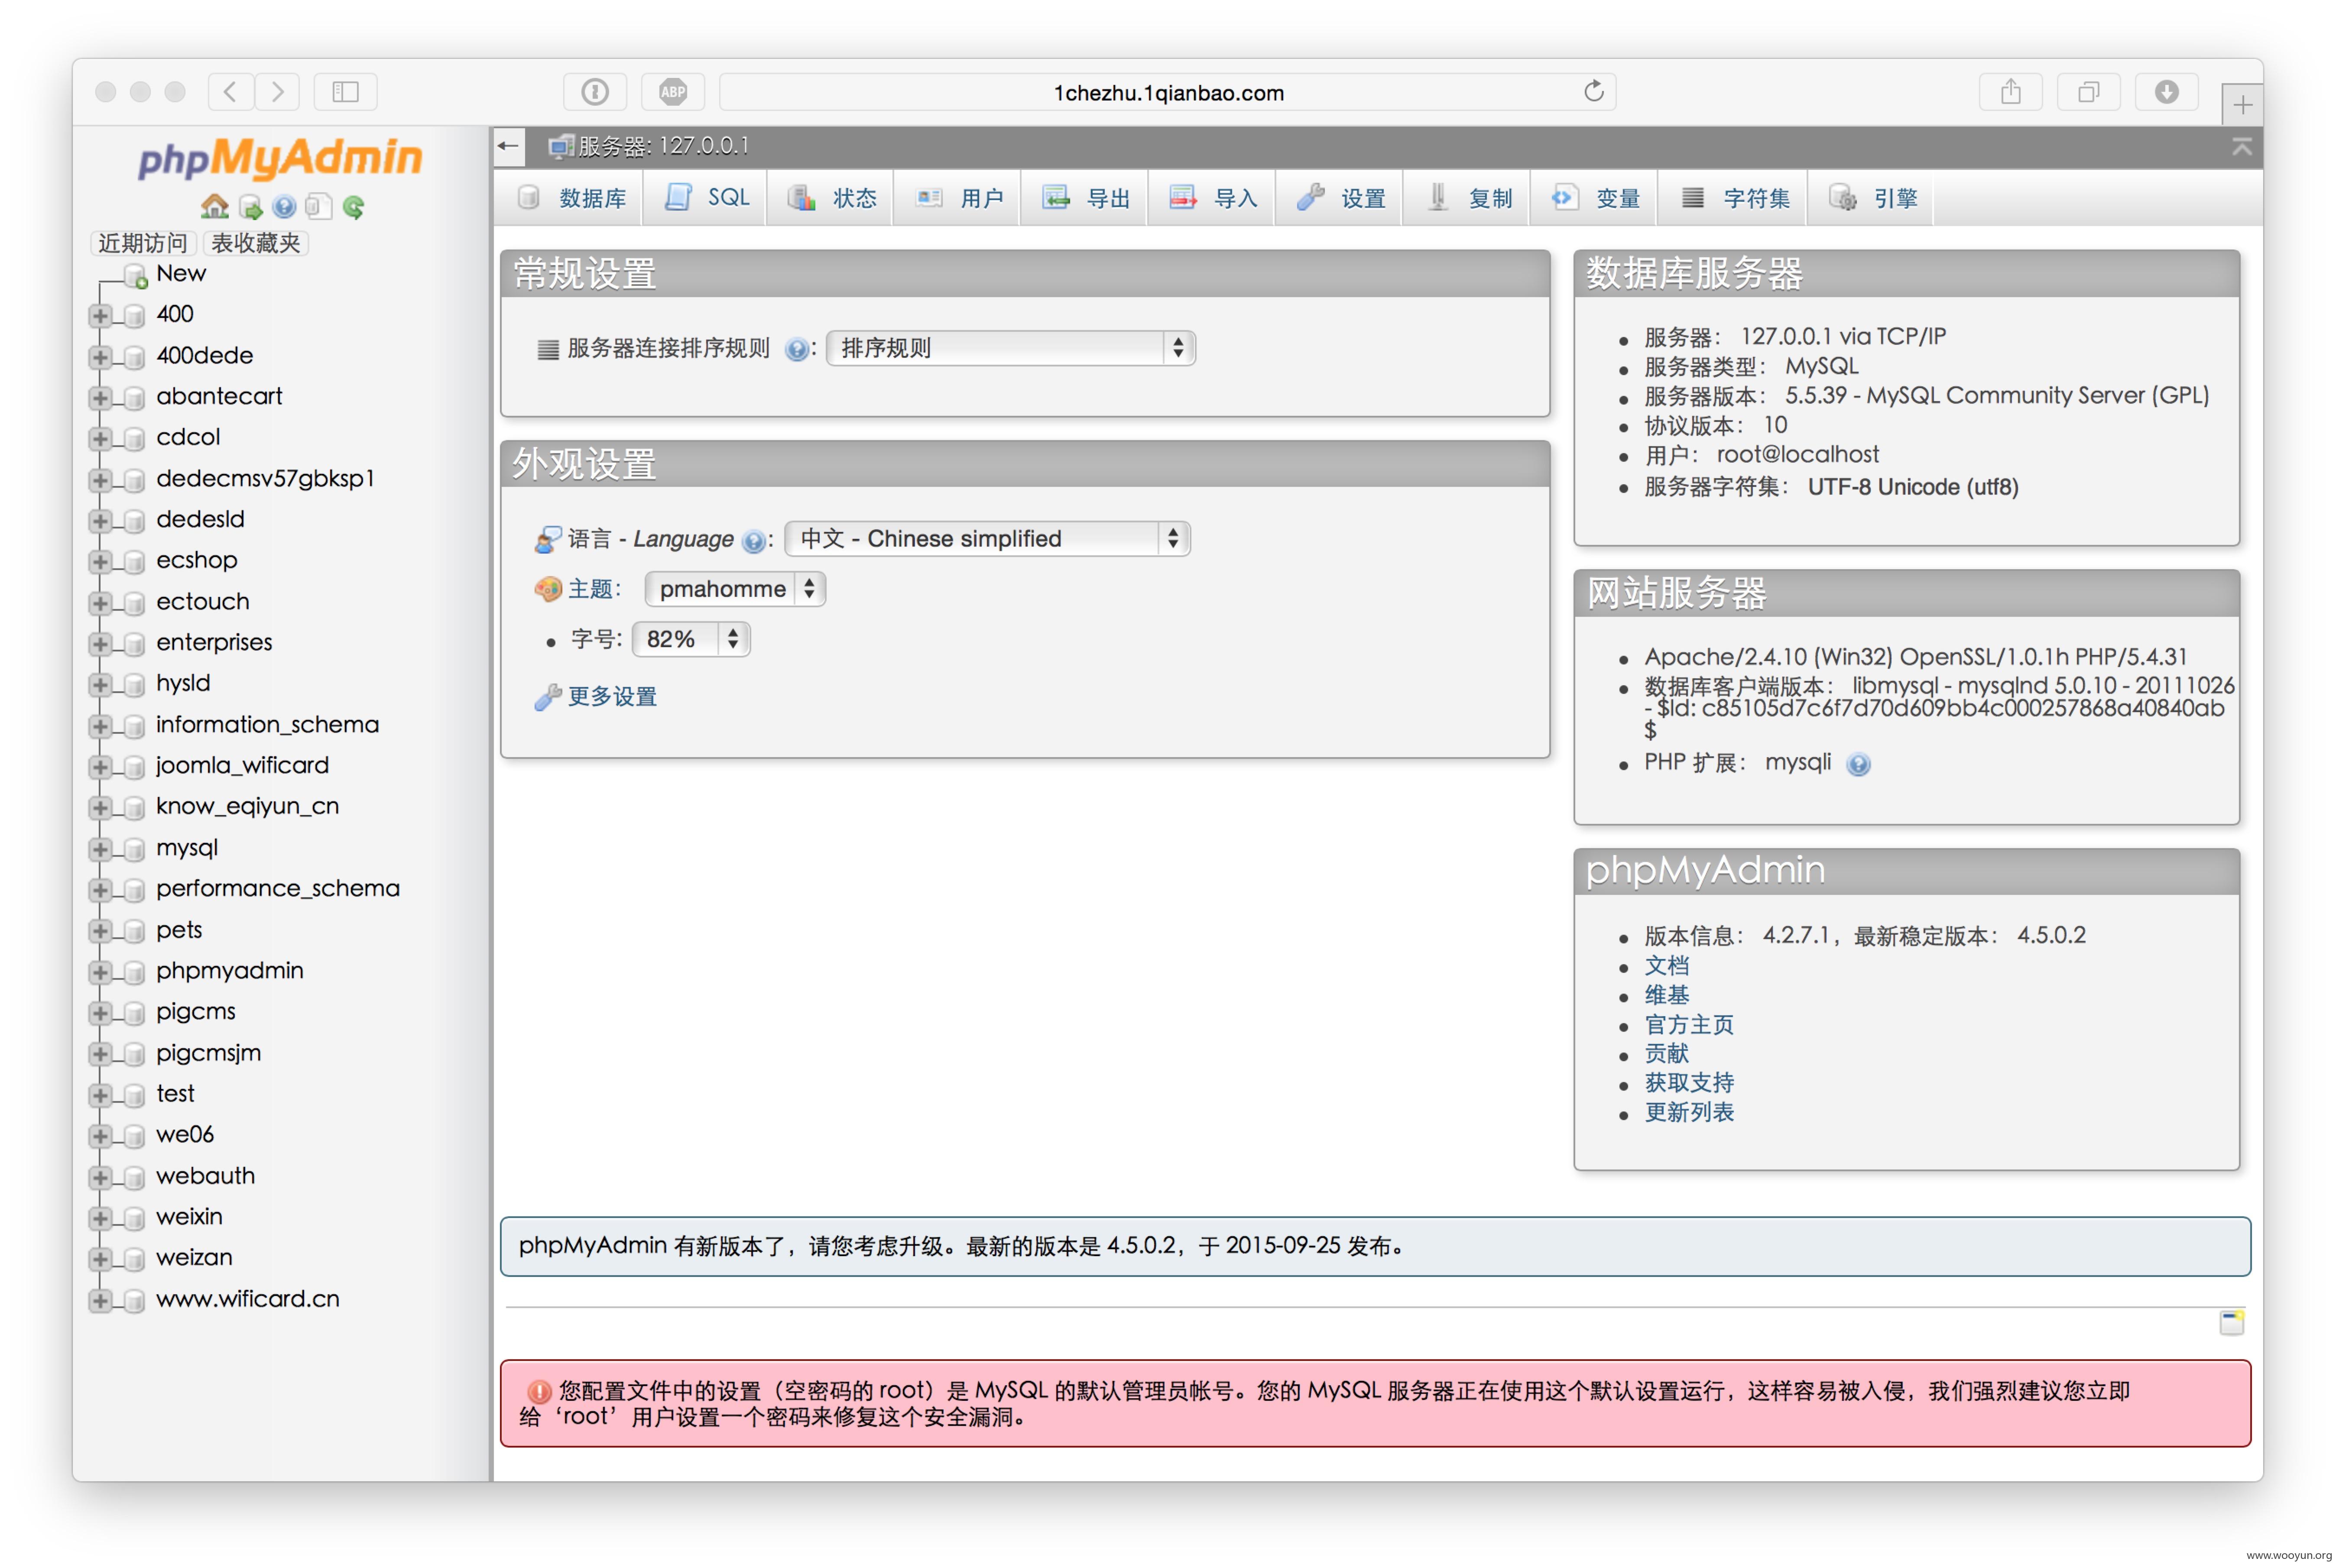 ABP
1chezhu.1qianbao.com
phpMyAdmin
近期访问 表收藏夹
New
400
400dede
abantecart
cdcol
dedecmsv57gbksp1
dedesld
ecshop
ectouch
enterprises
hysld
information_schema
joomla_wificard
know_eqiyun_cn
mysql
performance_schema
pets
phpmyadmin
pigcms
pigcmsjm
test
we06
webauth
weixin
weizan
www.wificard.cn
服务器: 127.0.0.1
数据库 SQL 状态 用户 导出 导入 设置 复制 变量 字符集 引擎
常规设置
服务器连接排序规则 : 排序规则
外观设置
语言 - Language : 中文 - Chinese simplified
主题: pmahomme
字号: 82%
更多设置
数据库服务器
服务器: 127.0.0.1 via TCP/IP
服务器类型: MySQL
服务器版本: 5.5.39 - MySQL Community Server (GPL)
协议版本: 10
用户: root@localhost
服务器字符集: UTF-8 Unicode (utf8)
网站服务器
Apache/2.4.10 (Win32) OpenSSL/1.0.1h PHP/5.4.31
数据库客户端版本: libmysql - mysqlnd 5.0.10 - 20111026
- $Id: c85105d7c6f7d70d609bb4c000257868a40840ab
$
PHP 扩展: mysqli
phpMyAdmin
版本信息: 4.2.7.1, 最新稳定版本: 4.5.0.2
文档
维基
官方主页
贡献
获取支持
更新列表
phpMyAdmin 有新版本了，请您考虑升级。最新的版本是 4.5.0.2，于 2015-09-25 发布。
您配置文件中的设置（空密码的 root）是 MySQL 的默认管理员帐号。您的 MySQL 服务器正在使用这个默认设置运行，这样容易被入侵，我们强烈建议您立即
给‘root’用户设置一个密码来修复这个安全漏洞。
www.wooyun.org